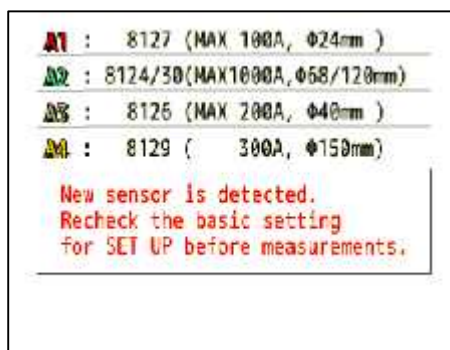 A1 : 8127 (MAX 100A, Φ24mm )
A2 : 8124/30(MAX1000A,Φ68/120mm)
A3 : 8126 (MAX 200A, Φ40mm )
A4 : 8129 ( 300A, Φ150mm)
New sensor is detected.
Recheck the basic setting
for SET UP before measurements.